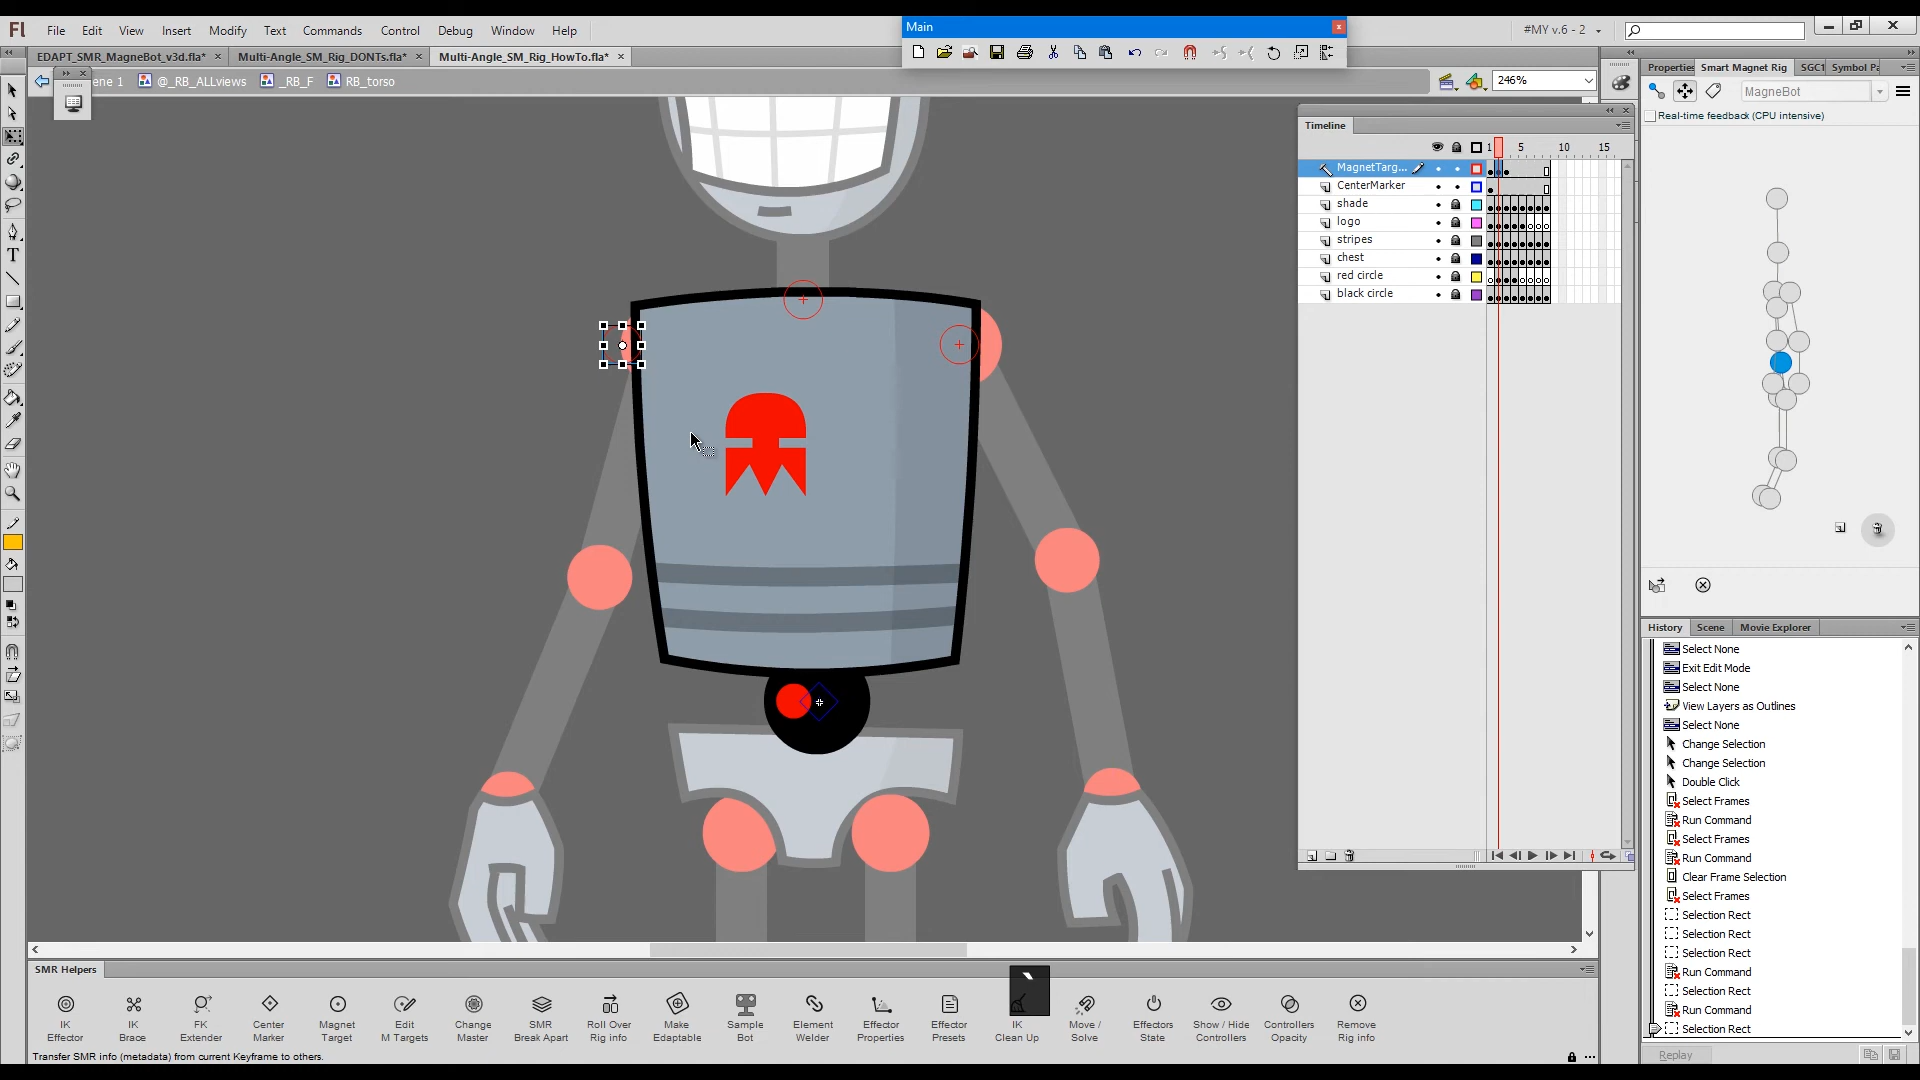 Main
Fl File Edit View Insert Modify Text Commands Control Debug Window Help
#MY v.6 - 2
EDAPT_SMR_MagneBot_v3d.fla*
Multi-Angle_SM_Rig_DONTs.fla*
Multi-Angle_SM_Rig_HowTo.fla*
ene 1 @_RB_ALLviews _RB_F RB_torso
246%
Properties Smart Magnet Rig SGC1 Symbol Pa
MagneBot
Real-time feedback (CPU intensive)
Timeline
1 5 10 15
MagnetTarg...
CenterMarker
shade
logo
stripes
chest
red circle
black circle
History Scene Movie Explorer
Select None
Exit Edit Mode
Select None
View Layers as Outlines
Select None
Change Selection
Change Selection
Double Click
Select Frames
Run Command
Select Frames
Run Command
Clear Frame Selection
Select Frames
Selection Rect
Selection Rect
Selection Rect
Run Command
Selection Rect
Run Command
Selection Rect
Replay
SMR Helpers
IK Effector
IK Brace
FK Extender
Center Marker
Magnet Target
Edit M Targets
Change Master
SMR Break Apart
Roll Over Rig info
Make Adaptable
Sample Bot
Element Welder
Effector Properties
Effector Presets
IK Clean Up
Move / Solve
Effectors State
Show / Hide Controllers
Controllers Opacity
Remove Rig info
Transfer SMR info (metadata) from current Keyframe to others.